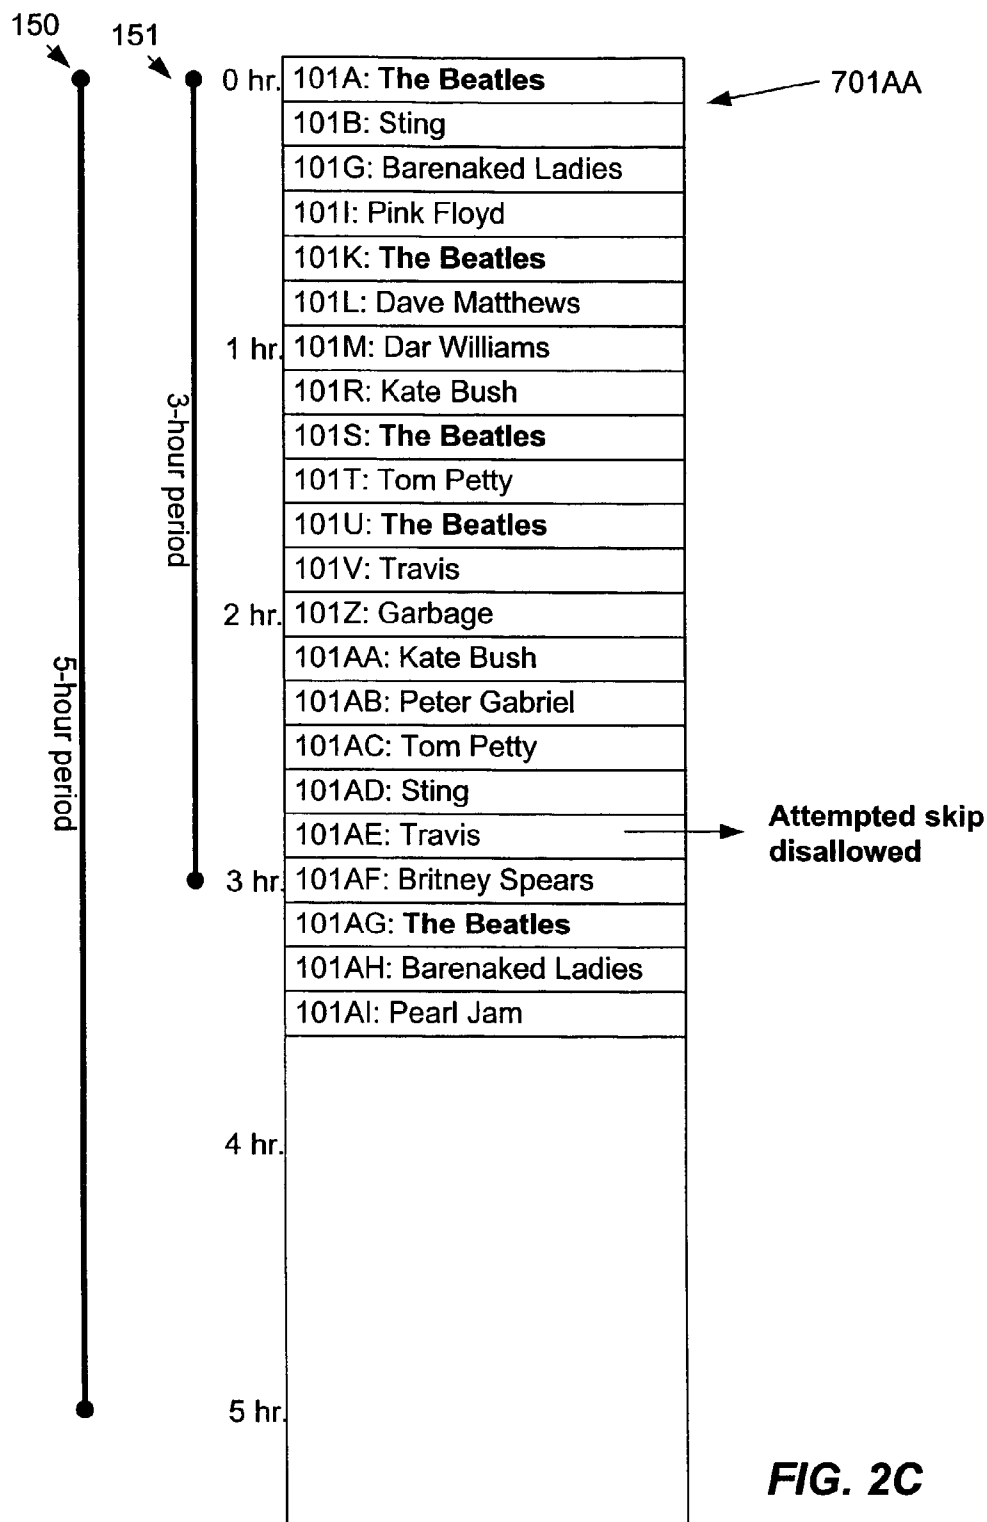 150
151
701AA
0 hr.
101A: The Beatles
101B: Sting
101G: Barenaked Ladies
101I: Pink Floyd
101K: The Beatles
101L: Dave Matthews
1 hr.
101M: Dar Williams
101R: Kate Bush
101S: The Beatles
101T: Tom Petty
101U: The Beatles
101V: Travis
2 hr.
101Z: Garbage
101AA: Kate Bush
101AB: Peter Gabriel
101AC: Tom Petty
101AD: Sting
101AE: Travis
Attempted skip
disallowed
3 hr.
101AF: Britney Spears
101AG: The Beatles
101AH: Barenaked Ladies
101AI: Pearl Jam
4 hr.
5 hr.
3-hour period
5-hour period
FIG. 2C